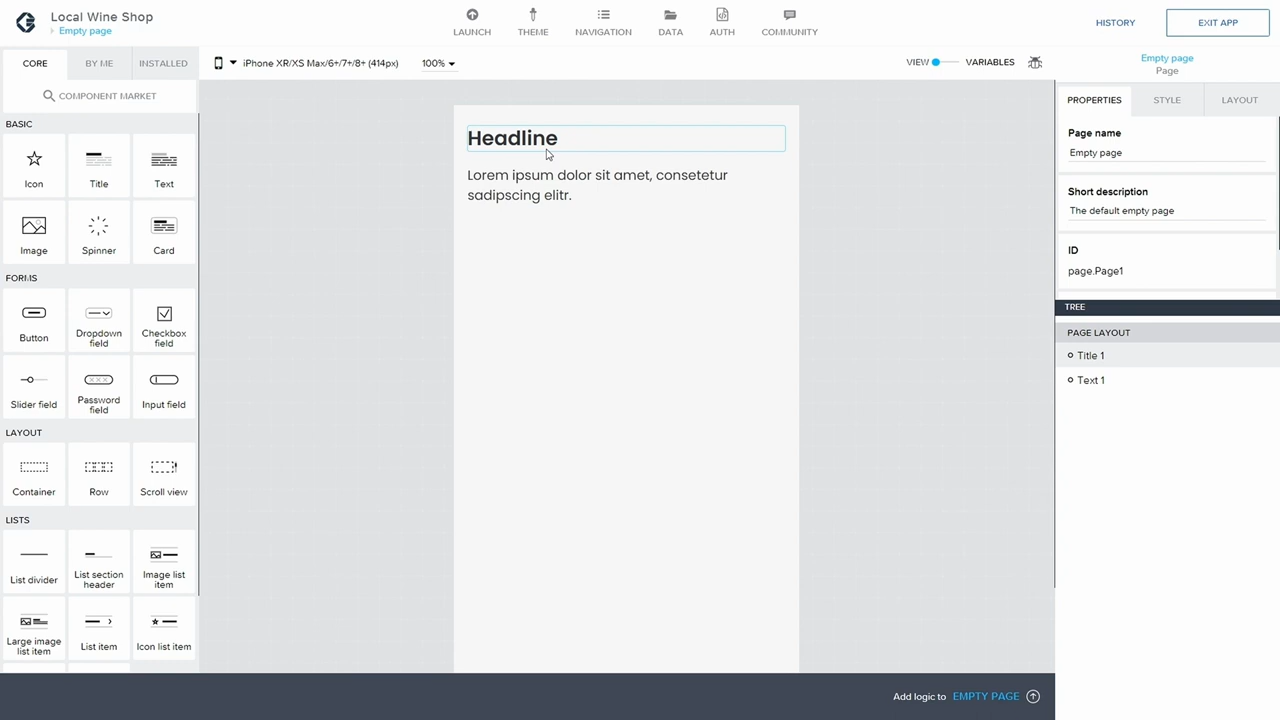 Local Wine Shop
Empty page
LAUNCH
THEME
NAVIGATION
DATA
AUTH
COMMUNITY
HISTORY
EXIT APP
CORE
BY ME
INSTALLED
iPhone XR/XS Max/6+/7+/8+ (414px)
100%
VIEW
VARIABLES
COMPONENT MARKET
BASIC
Icon
Title
Text
Image
Spinner
Card
FORMS
Button
Dropdown
field
Checkbox
field
Slider field
Password
field
Input field
LAYOUT
Container
Row
Scroll view
LISTS
List divider
List section
header
Image list
item
Large image
list item
List item
Icon list item
Headline
Lorem ipsum dolor sit amet, consetetur
sadipscing elitr.
Add logic to EMPTY PAGE
Empty page
Page
PROPERTIES
STYLE
LAYOUT
Page name
Empty page
Short description
The default empty page
ID
page.Page1
TREE
PAGE LAYOUT
Title 1
Text 1